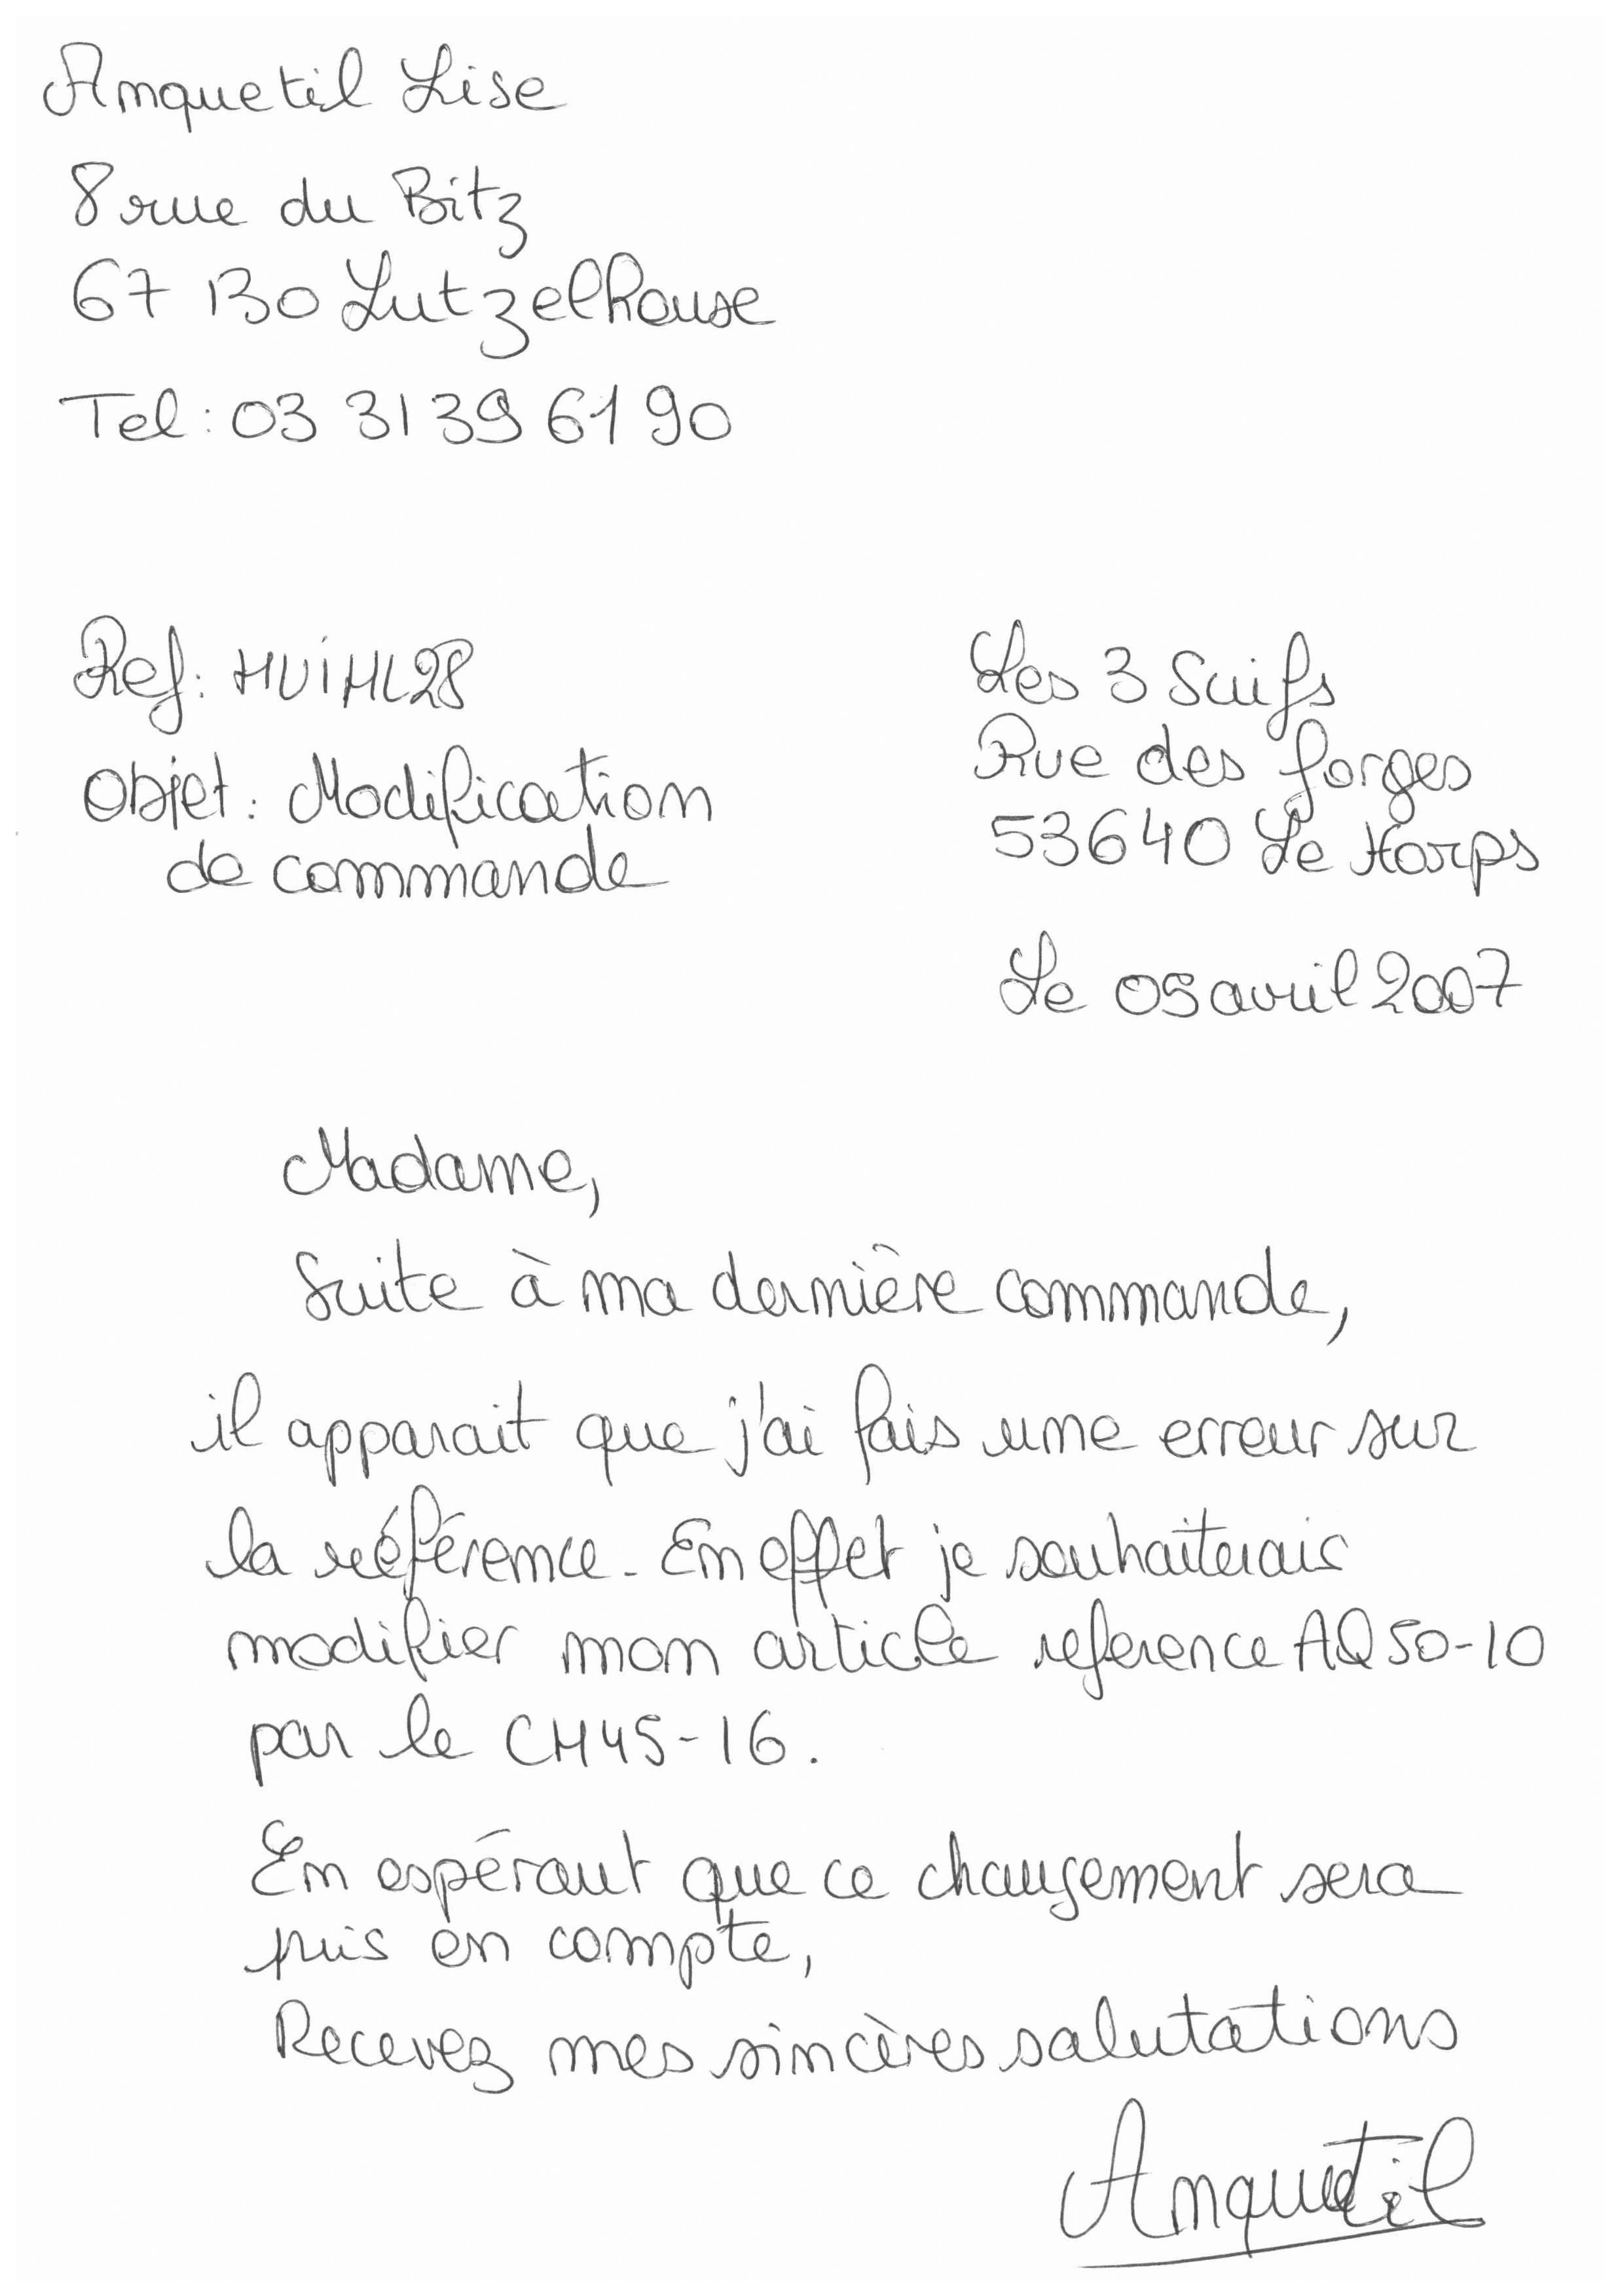 Anquetil Lise
8 rue du Bitz
67 130 Lutzelhouse
Tel : 03 31 39 61 90
Ref : HUIHL28
Objet : Modification
de commande
Les 3 Suifs
Rue des forges
53640 Le Horps
Le 05 avril 2007
Madame,
Suite à ma dernière commande,
il apparait que j'ai fais une erreur sur
la référence. En effet je souhaiterais
modifier mon article reference AQ50-10
par le CH45-16.
En espérant que ce changement sera
pris en compte,
Recevez mes sincères salutations
Anquetil